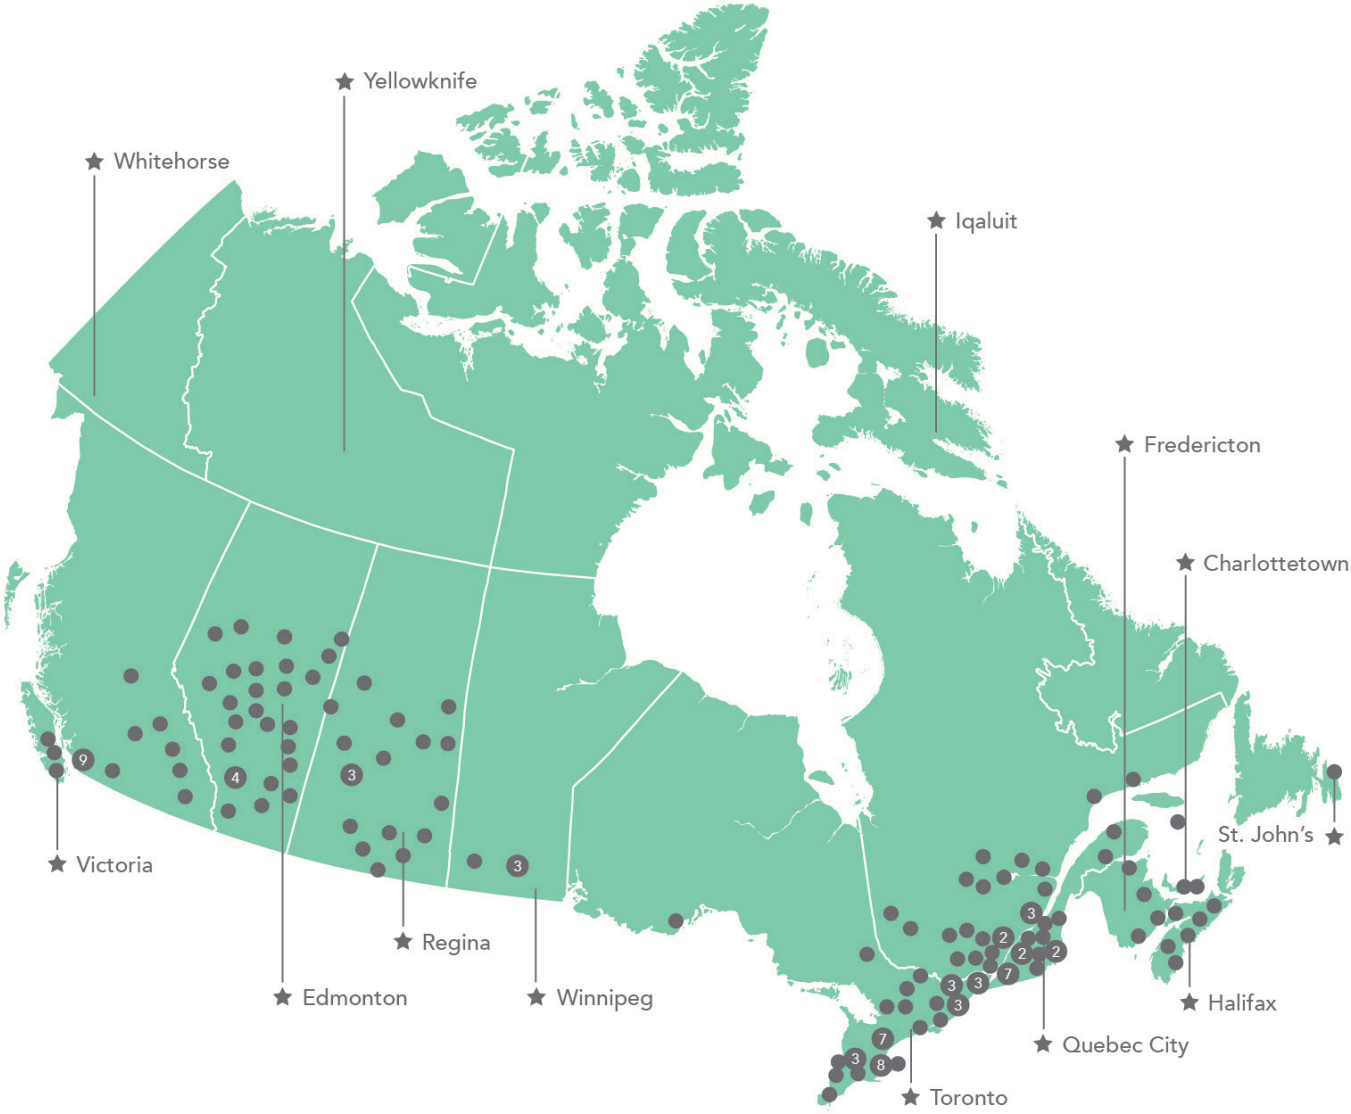 Yellowknife
Whitehorse
Iqaluit
Fredericton
Charlottetown
9
4
3
St. John's
Victoria
3
3
2
2
2
7
3
3
3
Regina
Edmonton
Winnipeg
Halifax
7
Quebec City
3
8
Toronto